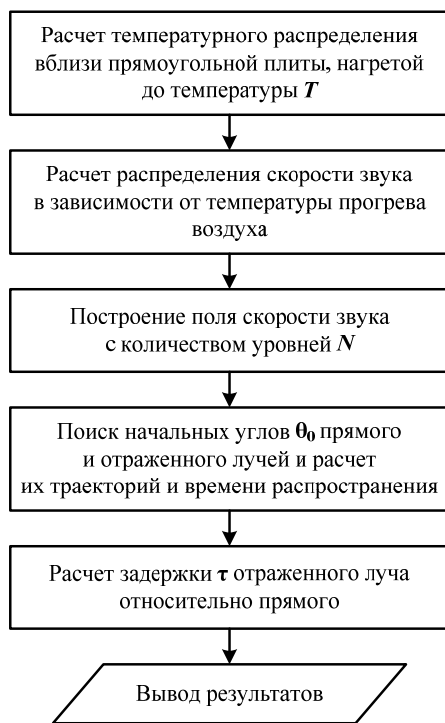 Расчет температурного распределения
вблизи прямоугольной плиты, нагретой
до температуры T
Расчет распределения скорости звука
в зависимости от температуры прогрева
воздуха
Построение поля скорости звука
с количеством уровней N
Поиск начальных углов θ₀ прямого
и отраженного лучей и расчет
их траекторий и времени распространения
Расчет задержки τ отраженного луча
относительно прямого
Вывод результатов